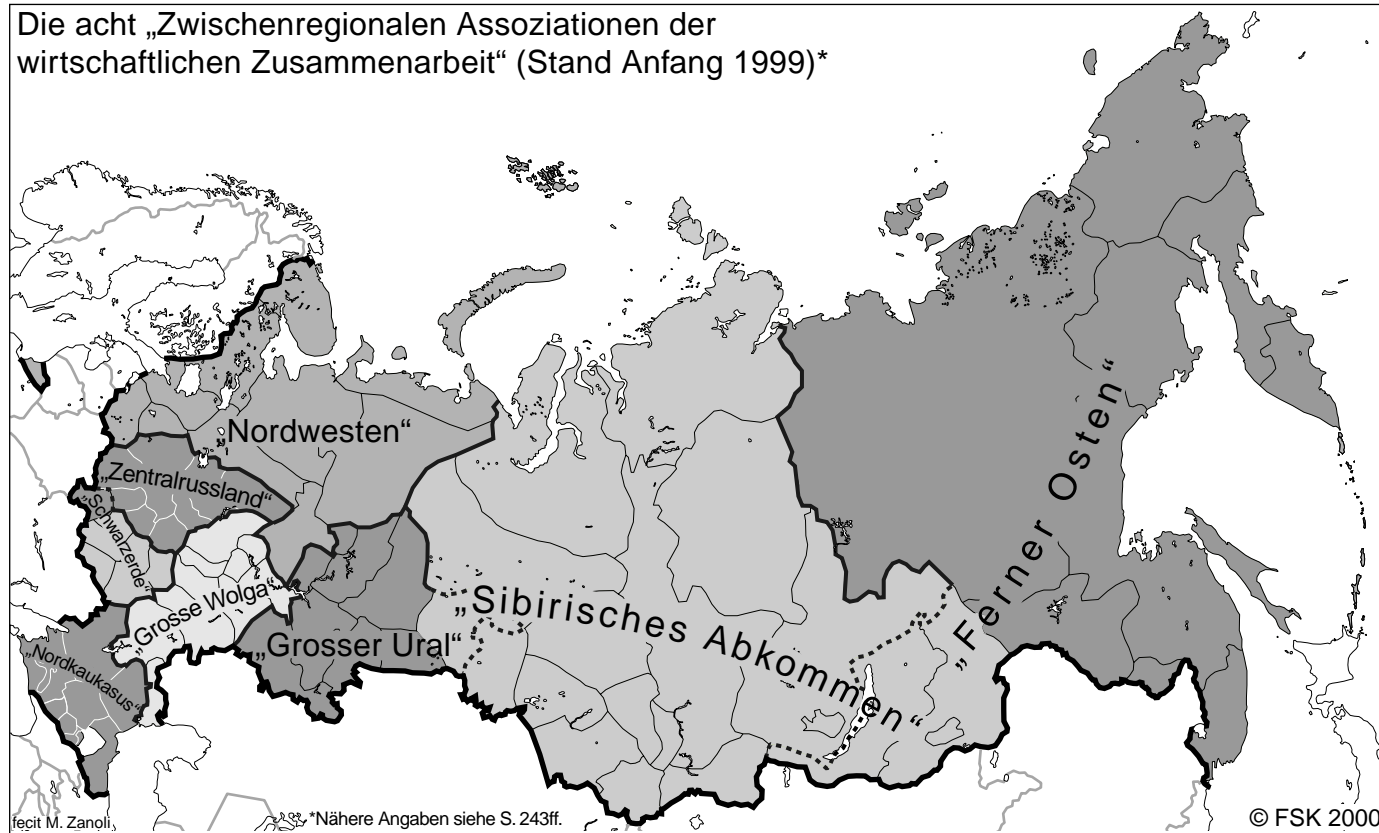 Die acht „Zwischenregionalen Assoziationen der
wirtschaftlichen Zusammenarbeit“ (Stand Anfang 1999)*
„Nordwesten“
„Zentralrussland“
„Schwarzerde“
„Grosse Wolga“
„Grosser Ural“
„Nordkaukasus“
„Sibirisches Abkommen“
„Ferner Osten“
fecit M. Zanoli
*Nähere Angaben siehe S. 243ff.
© FSK 2000